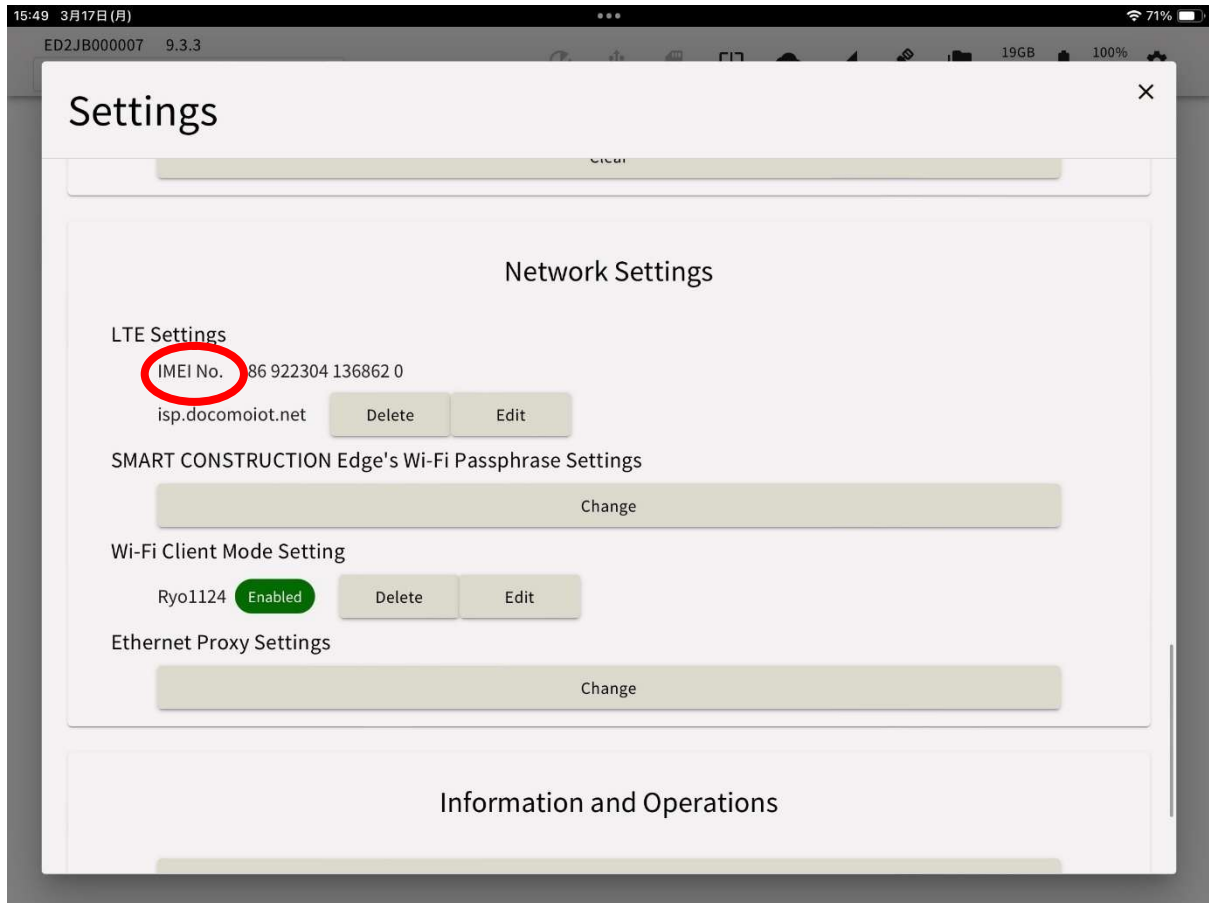 15:49 3月17日(月) 71%
ED2JB000007 9.3.3 19GB 100%
Settings
Clear
Network Settings
LTE Settings
IMEI No. 86 922304 136862 0
isp.docomoiot.net Delete Edit
SMART CONSTRUCTION Edge's Wi-Fi Passphrase Settings
Change
Wi-Fi Client Mode Setting
Ryo1124 Enabled Delete Edit
Ethernet Proxy Settings
Change
Information and Operations